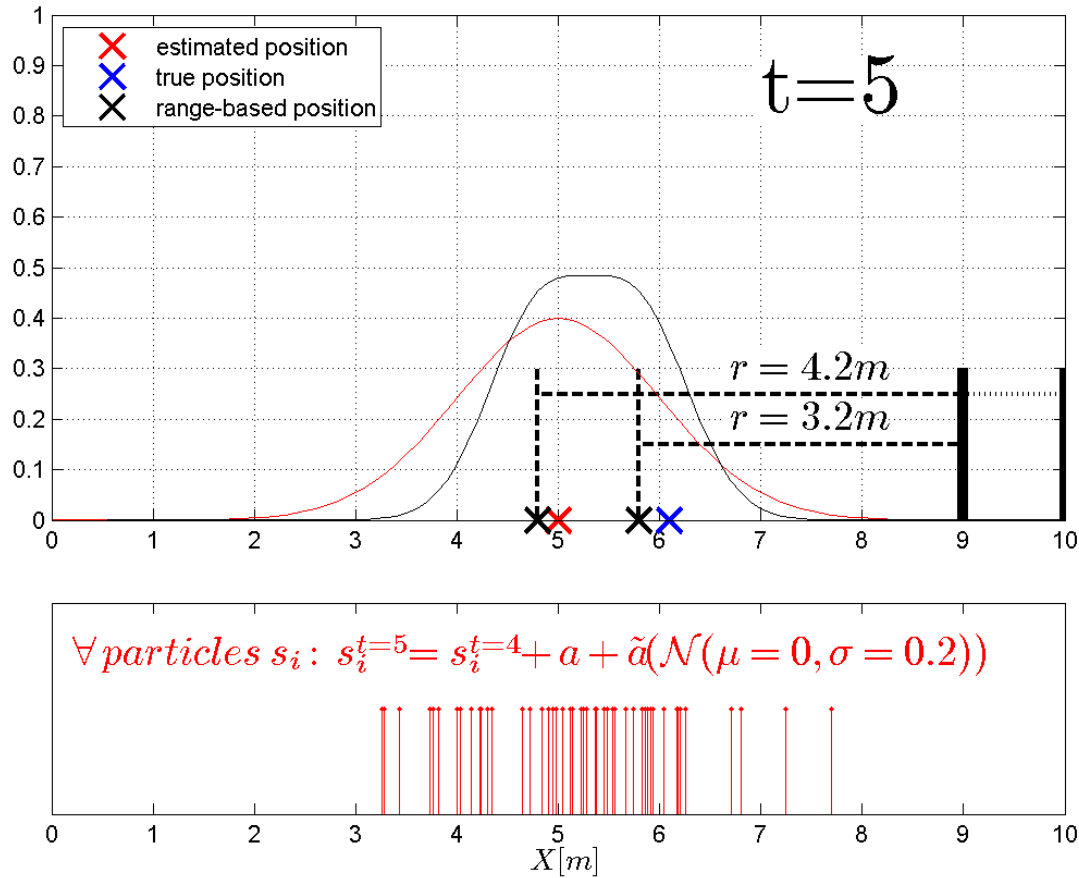 1
0.9
0.8
0.7
0.6
0.5
0.4
0.3
0.2
0.1
0
estimated position
true position
range-based position
t=5
r = 4.2m
r = 3.2m
0 1 2 3 4 5 6 7 8 9 10
∀ particles s_i : s_i^{t=5} = s_i^{t=4} + a + ã(𝒩(μ = 0, σ = 0.2))
0 1 2 3 4 5 6 7 8 9 10
X[m]